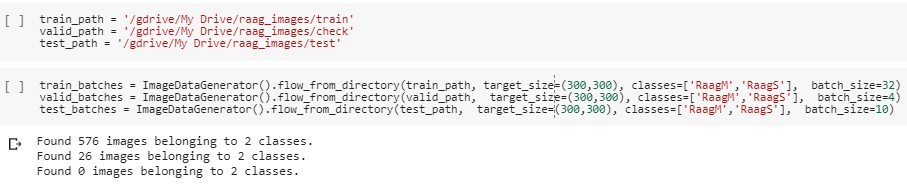 [ ] train_path = '/gdrive/My Drive/raag_images/train'
valid_path = '/gdrive/My Drive/raag_images/check'
test_path = '/gdrive/My Drive/raag_images/test'
[ ] train_batches = ImageDataGenerator().flow_from_directory(train_path, target_size=(300,300), classes=['RaagM','RaagS'], batch_size=32)
valid_batches = ImageDataGenerator().flow_from_directory(valid_path, target_size=(300,300), classes=['RaagM','RaagS'], batch_size=4)
test_batches = ImageDataGenerator().flow_from_directory(test_path, target_size=(300,300), classes=['RaagM','RaagS'], batch_size=10)
Found 576 images belonging to 2 classes.
Found 26 images belonging to 2 classes.
Found 0 images belonging to 2 classes.